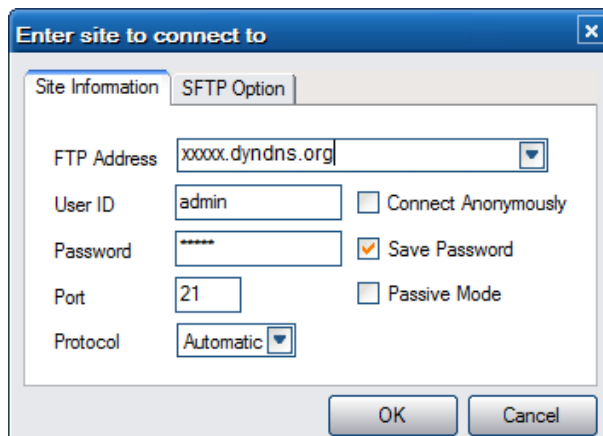 Enter site to connect to
Site Information SFTP Option
FTP Address xxxxx.dyndns.org
User ID admin Connect Anonymously
Password ***** Save Password
Port 21 Passive Mode
Protocol Automatic
OK Cancel